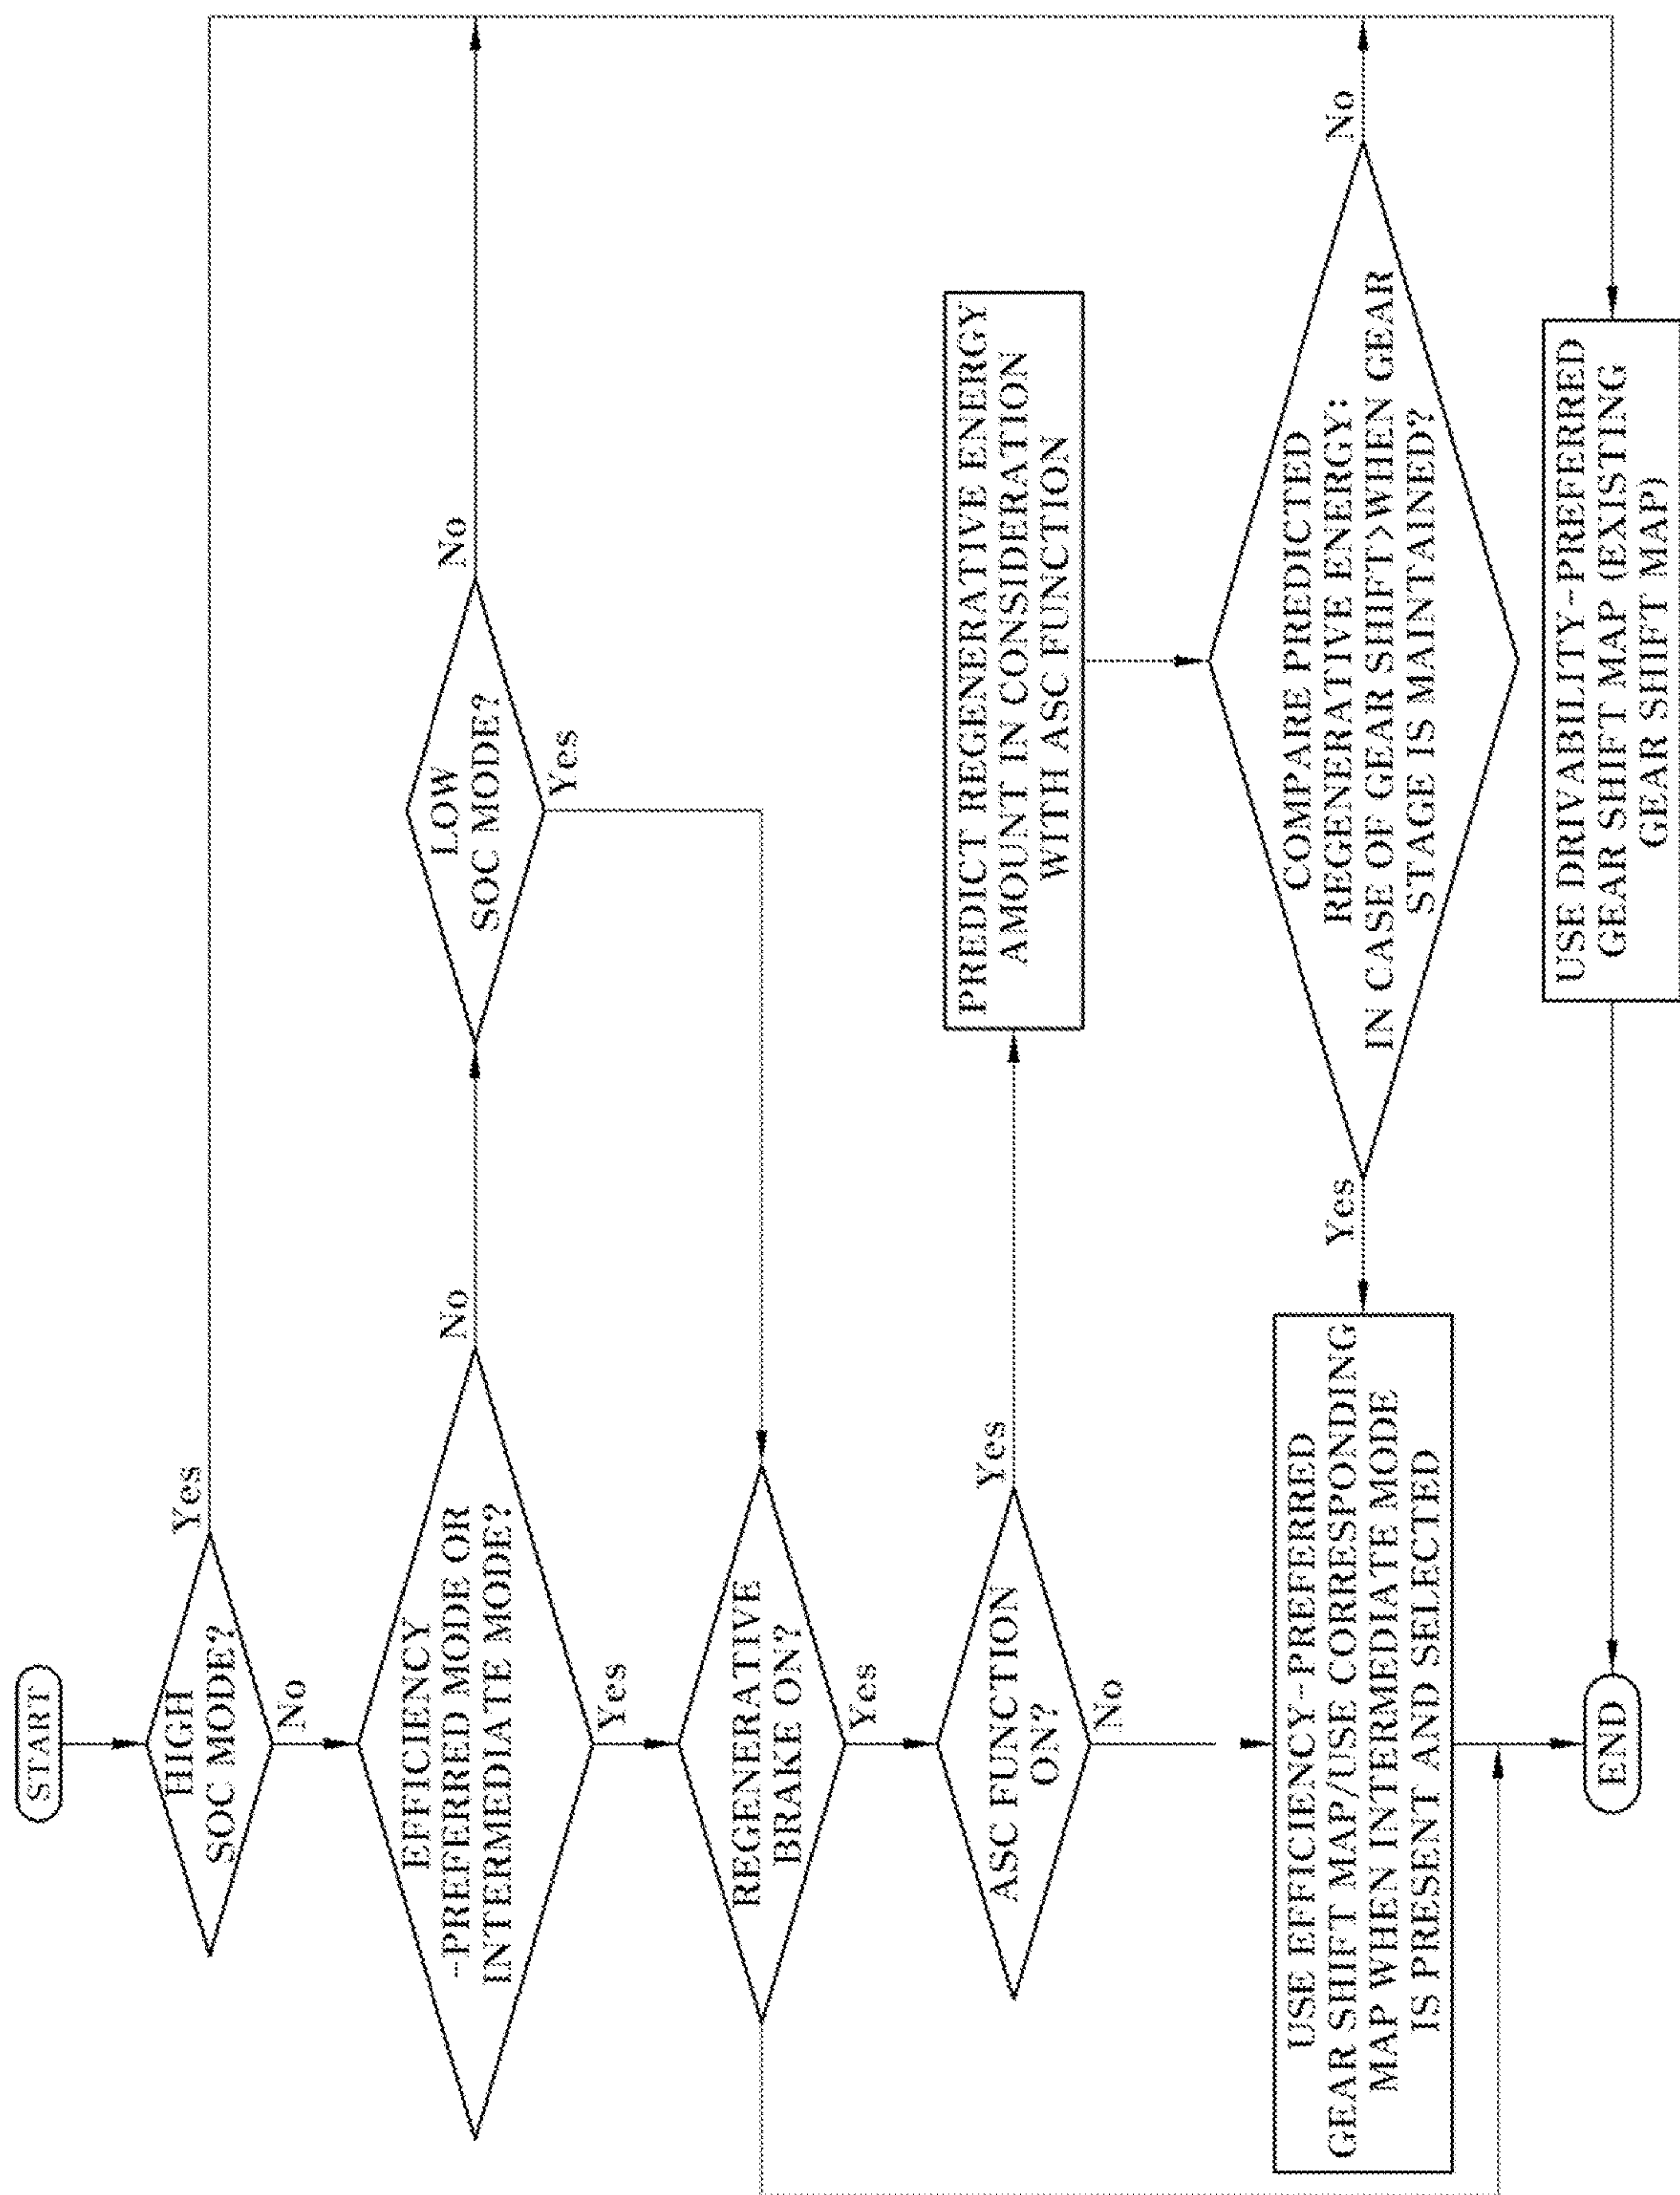 START
HIGH
SOC MODE?
Yes
No
EFFICIENCY
-PREFERRED MODE OR
INTERMEDIATE MODE?
No
Yes
LOW
SOC MODE?
No
Yes
REGENERATIVE
BRAKE ON?
Yes
ASC FUNCTION
ON?
Yes
No
PREDICT REGENERATIVE ENERGY
AMOUNT IN CONSIDERATION
WITH ASC FUNCTION
COMPARE PREDICTED
REGENERATIVE ENERGY:
IN CASE OF GEAR SHIFT>WHEN GEAR
STAGE IS MAINTAINED?
Yes
No
USE EFFICIENCY-PREFERRED
GEAR SHIFT MAP/USE CORRESPONDING
MAP WHEN INTERMEDIATE MODE
IS PRESENT AND SELECTED
USE DRIVABILITY-PREFERRED
GEAR SHIFT MAP (EXISTING
GEAR SHIFT MAP)
END